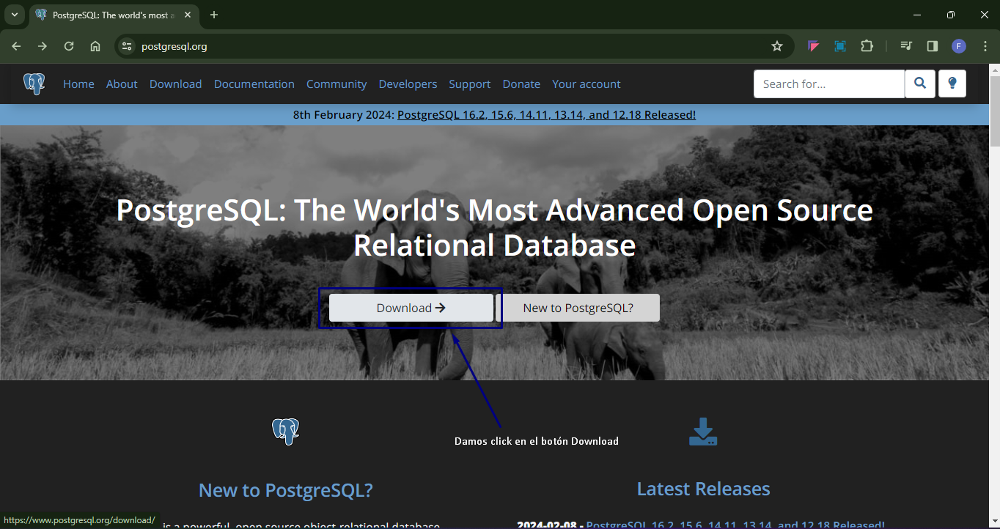 PostgreSQL: The world's most a
postgresql.org
F
Home About Download Documentation Community Developers Support Donate Your account
Search for...
8th February 2024: PostgreSQL 16.2, 15.6, 14.11, 13.14, and 12.18 Released!
PostgreSQL: The World's Most Advanced Open Source
Relational Database
Download
New to PostgreSQL?
Damos click en el botón Download
New to PostgreSQL?
Latest Releases
is a powerful, open source object-relational database
2024-02-08 - PostgreSQL 16.2, 15.6, 14.11, 13.14, and 12.18 Released!
https://www.postgresql.org/download/